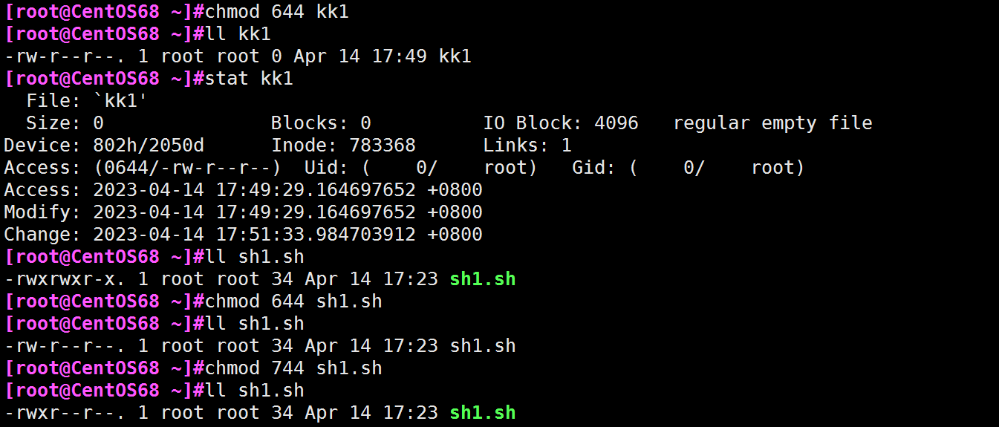 [root@CentOS68 ~]#chmod 644 kk1
[root@CentOS68 ~]#ll kk1
-rw-r--r--. 1 root root 0 Apr 14 17:49 kk1
[root@CentOS68 ~]#stat kk1
  File: `kk1'
  Size: 0               Blocks: 0          IO Block: 4096   regular empty file
Device: 802h/2050d      Inode: 783368      Links: 1
Access: (0644/-rw-r--r--)  Uid: (    0/    root)   Gid: (    0/    root)
Access: 2023-04-14 17:49:29.164697652 +0800
Modify: 2023-04-14 17:49:29.164697652 +0800
Change: 2023-04-14 17:51:33.984703912 +0800
[root@CentOS68 ~]#ll sh1.sh
-rwxrwxr-x. 1 root root 34 Apr 14 17:23 sh1.sh
[root@CentOS68 ~]#chmod 644 sh1.sh
[root@CentOS68 ~]#ll sh1.sh
-rw-r--r--. 1 root root 34 Apr 14 17:23 sh1.sh
[root@CentOS68 ~]#chmod 744 sh1.sh
[root@CentOS68 ~]#ll sh1.sh
-rwxr--r--. 1 root root 34 Apr 14 17:23 sh1.sh